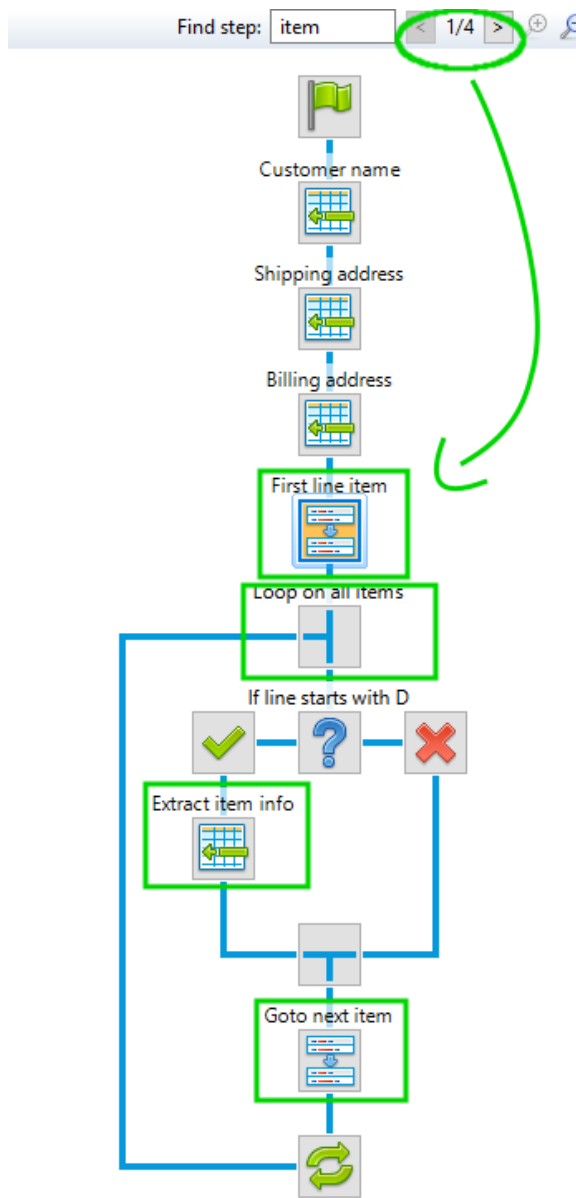 Find step: item < 1/4 >
Customer name
Shipping address
Billing address
First line item
Loop on all items
If line starts with D
Extract item info
Goto next item